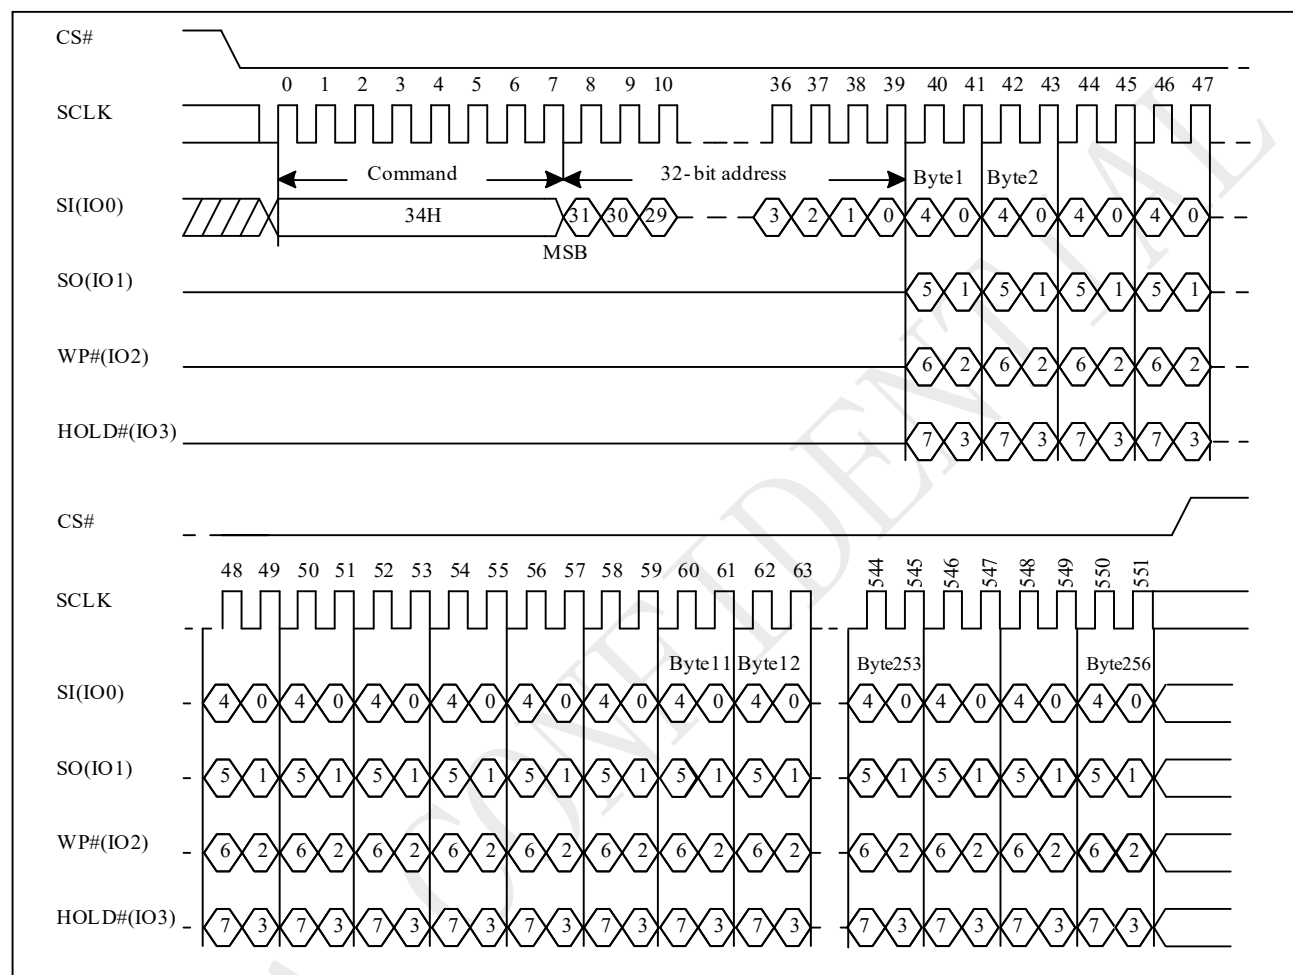 CS#
0 1 2 3 4 5 6 7 8 9 10 36 37 38 39 40 41 42 43 44 45 46 47
SCLK
Command 32-bit address Byte1 Byte2
SI(IO0) 34H 31 30 29 3 2 1 0 4 0 4 0 4 0 4 0
MSB
SO(IO1) 5 1 5 1 5 1 5 1
WP#(IO2) 6 2 6 2 6 2 6 2
HOLD#(IO3) 7 3 7 3 7 3 7 3
CS#
48 49 50 51 52 53 54 55 56 57 58 59 60 61 62 63 544 545 546 547 548 549 550 551
SCLK
Byte11 Byte12 Byte253 Byte256
SI(IO0) 4 0 4 0 4 0 4 0 4 0 4 0 4 0 4 0 4 0 4 0 4 0 4 0
SO(IO1) 5 1 5 1 5 1 5 1 5 1 5 1 5 1 5 1 5 1 5 1 5 1 5 1
WP#(IO2) 6 2 6 2 6 2 6 2 6 2 6 2 6 2 6 2 6 2 6 2 6 2 6 2
HOLD#(IO3) 7 3 7 3 7 3 7 3 7 3 7 3 7 3 7 3 7 3 7 3 7 3 7 3
CONFIDENTIAL